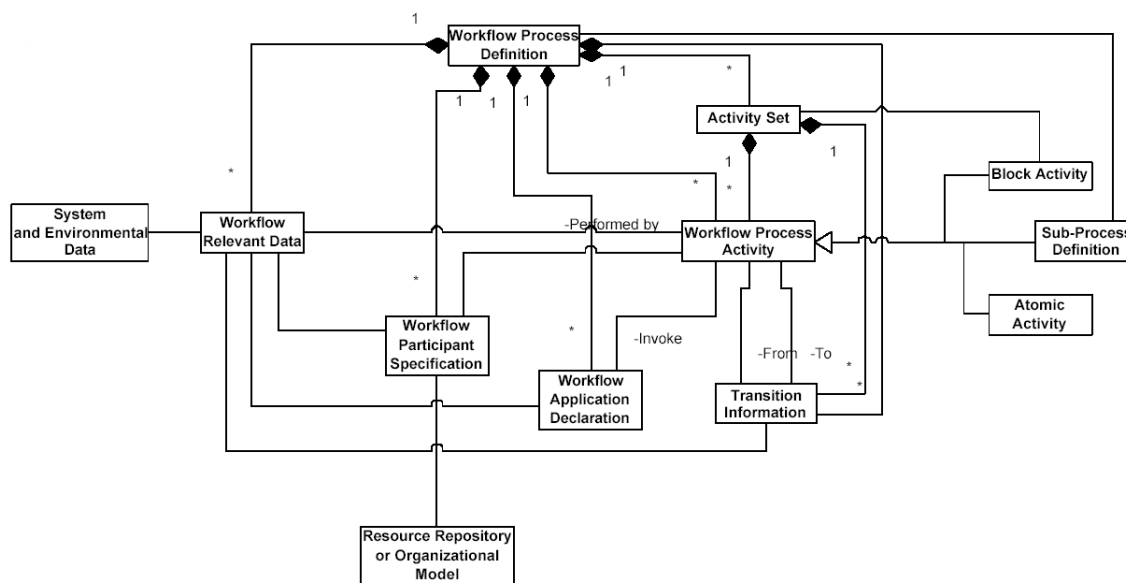 1
Workflow Process
Definition
1
1
*
1
1
1
Activity Set
1
1
*
*
*
Block Activity
System
and Environmental
Data
Workflow
Relevant Data
-Performed by
Workflow Process
Activity
Sub-Process
Definition
*
Atomic
Activity
Workflow
Participant
Specification
*
-Invoke
-From
-To
*
*
Workflow
Application
Declaration
Transition
Information
Resource Repository
or Organizational
Model